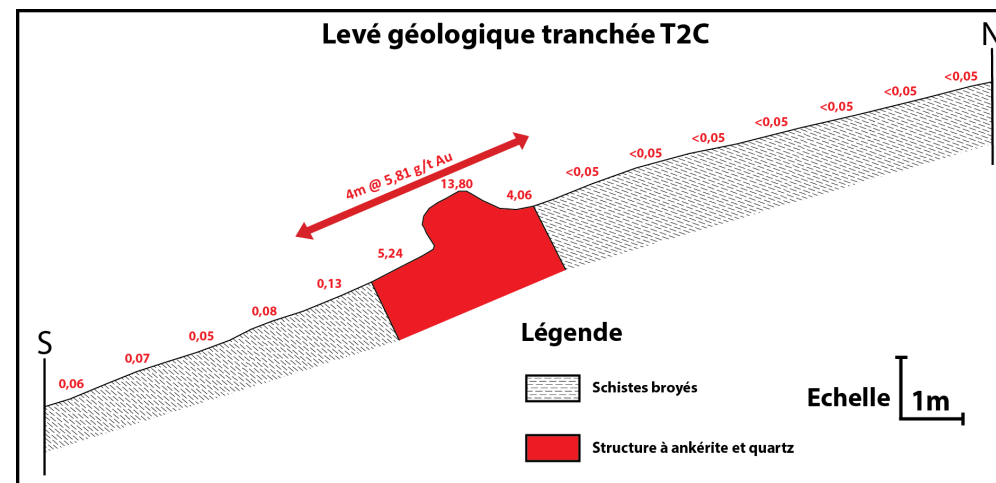 Levé géologique tranchée T2C
N
<0,05
<0,05
<0,05
<0,05
<0,05
<0,05
<0,05
4m @ 5,81 g/t Au
13,80
4,06
5,24
0,13
0,08
0,05
0,07
0,06
S
Légende
Schistes broyés
Structure à ankérite et quartz
Echelle
1m